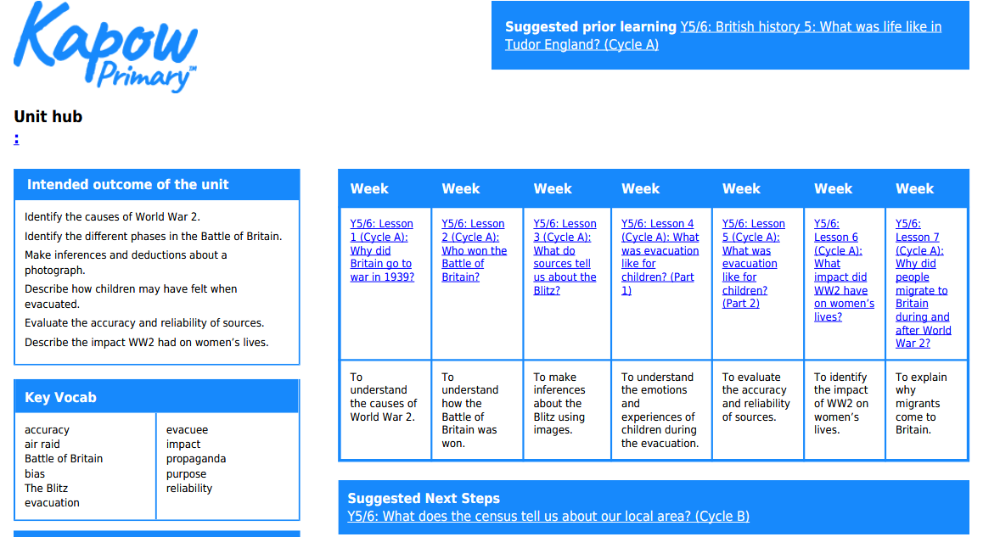 Kapow
Primary™
Suggested prior learning Y5/6: British history 5: What was life like in
Tudor England? (Cycle A)
Unit hub
:
Intended outcome of the unit
Identify the causes of World War 2.
Identify the different phases in the Battle of Britain.
Make inferences and deductions about a
photograph.
Describe how children may have felt when
evacuated.
Evaluate the accuracy and reliability of sources.
Describe the impact WW2 had on women’s lives.
Key Vocab
accuracy
air raid
Battle of Britain
bias
The Blitz
evacuation
evacuee
impact
propaganda
purpose
reliability
Week
Week
Week
Week
Week
Week
Week
Y5/6: Lesson
1 (Cycle A):
Why did
Britain go to
war in 1939?
Y5/6: Lesson
2 (Cycle A):
Who won the
Battle of
Britain?
Y5/6: Lesson
3 (Cycle A):
What do
sources tell
us about the
Blitz?
Y5/6: Lesson 4
(Cycle A): What
was evacuation
like for
children? (Part
1)
Y5/6: Lesson
5 (Cycle A):
What was
evacuation
like for
children?
(Part 2)
Y5/6:
Lesson 6
(Cycle A):
What
impact did
WW2 have
on women’s
lives?
Y5/6:
Lesson 7
(Cycle A):
Why did
people
migrate to
Britain
during and
after World
War 2?
To
understand
the causes of
World War 2.
To
understand
how the
Battle of
Britain was
won.
To make
inferences
about the
Blitz using
images.
To understand
the emotions
and
experiences of
children during
the evacuation.
To evaluate
the accuracy
and reliability
of sources.
To identify
the impact
of WW2 on
women’s
lives.
To explain
why
migrants
come to
Britain.
Suggested Next Steps
Y5/6: What does the census tell us about our local area? (Cycle B)